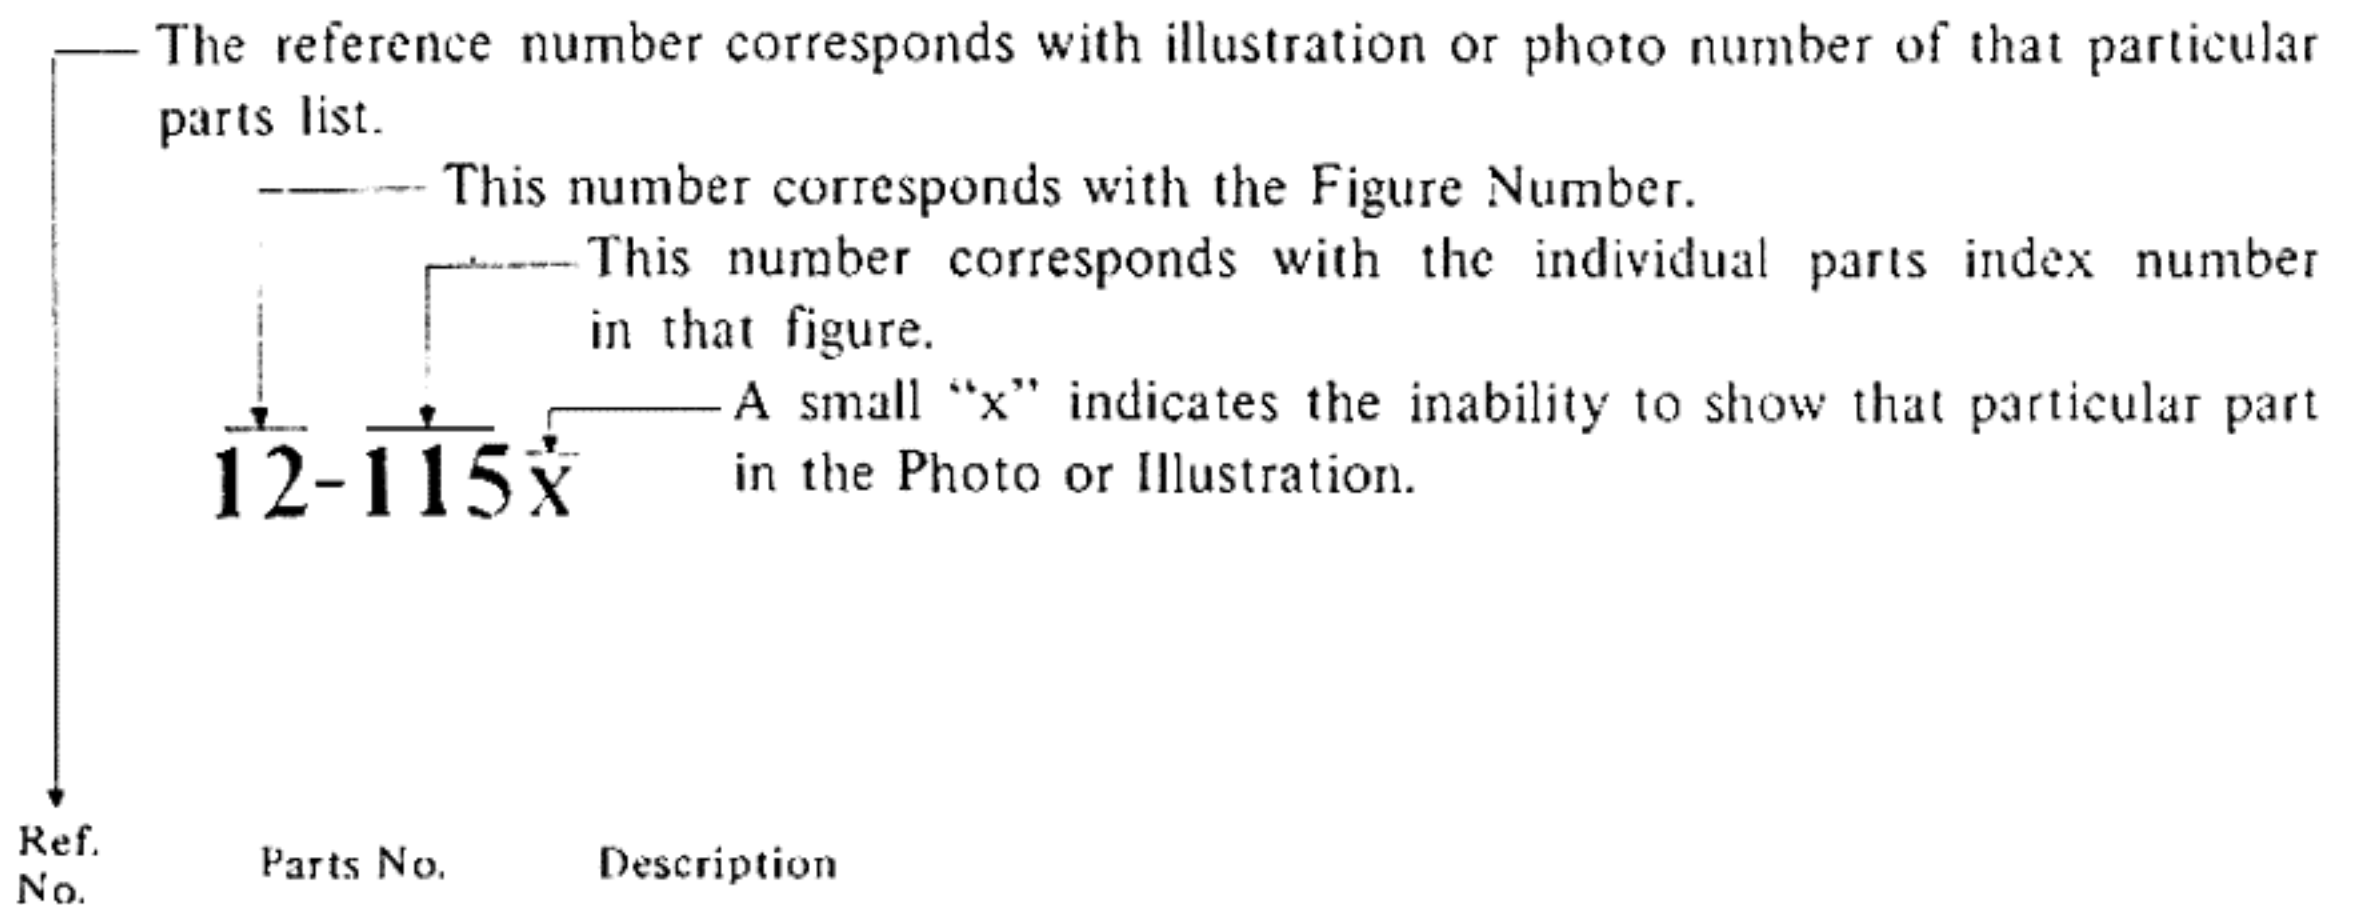 The reference number corresponds with illustration or photo number of that particular
parts list.
This number corresponds with the Figure Number.
This number corresponds with the individual parts index number
in that figure.
A small “x” indicates the inability to show that particular part
in the Photo or Illustration.
12-115x
Ref.
No.
Parts No.
Description